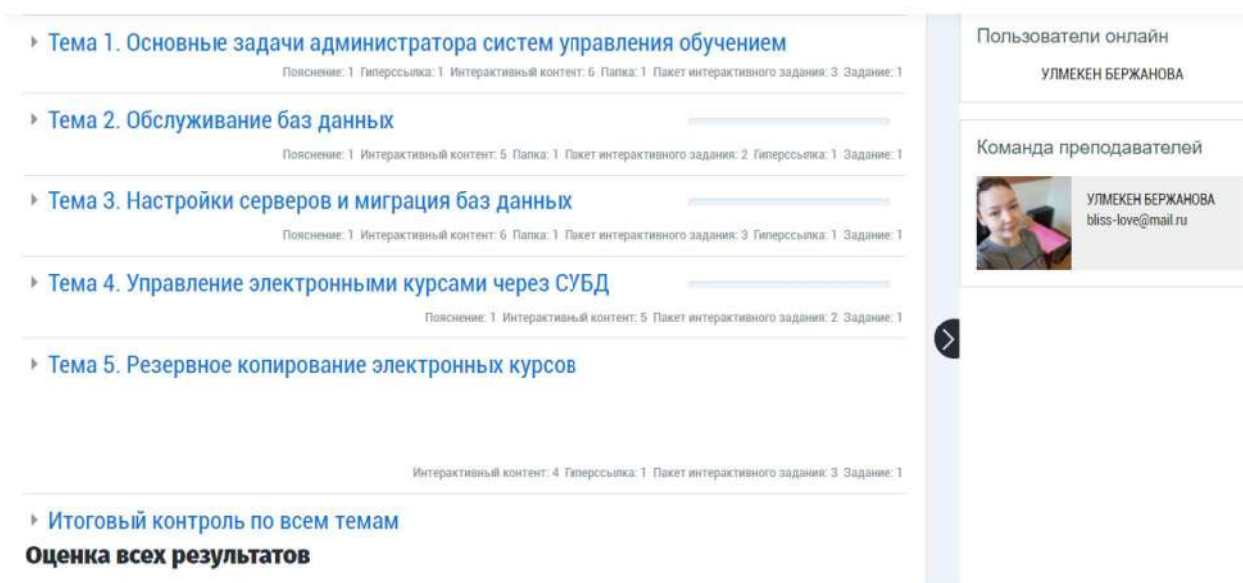 Тема 1. Основные задачи администратора систем управления обучением
Пояснение: 1 Гиперссылка: 1 Интерактивный контент: 6 Папка: 1 Пакет интерактивного задания: 3 Задание: 1
Тема 2. Обслуживание баз данных
Пояснение: 1 Интерактивный контент: 5 Папка: 1 Пакет интерактивного задания: 2 Гиперссылка: 1 Задание: 1
Тема 3. Настройки серверов и миграция баз данных
Пояснение: 1 Интерактивный контент: 6 Папка: 1 Пакет интерактивного задания: 3 Гиперссылка: 1 Задание: 1
Тема 4. Управление электронными курсами через СУБД
Пояснение: 1 Интерактивный контент: 5 Пакет интерактивного задания: 2 Задание: 1
Тема 5. Резервное копирование электронных курсов
Интерактивный контент: 4 Гиперссылка: 1 Пакет интерактивного задания: 3 Задание: 1
Итоговый контроль по всем темам
Оценка всех результатов
Пользователи онлайн
УЛМЕКЕН БЕРЖАНОВА
Команда преподавателей
УЛМЕКЕН БЕРЖАНОВА
bliss-love@mail.ru